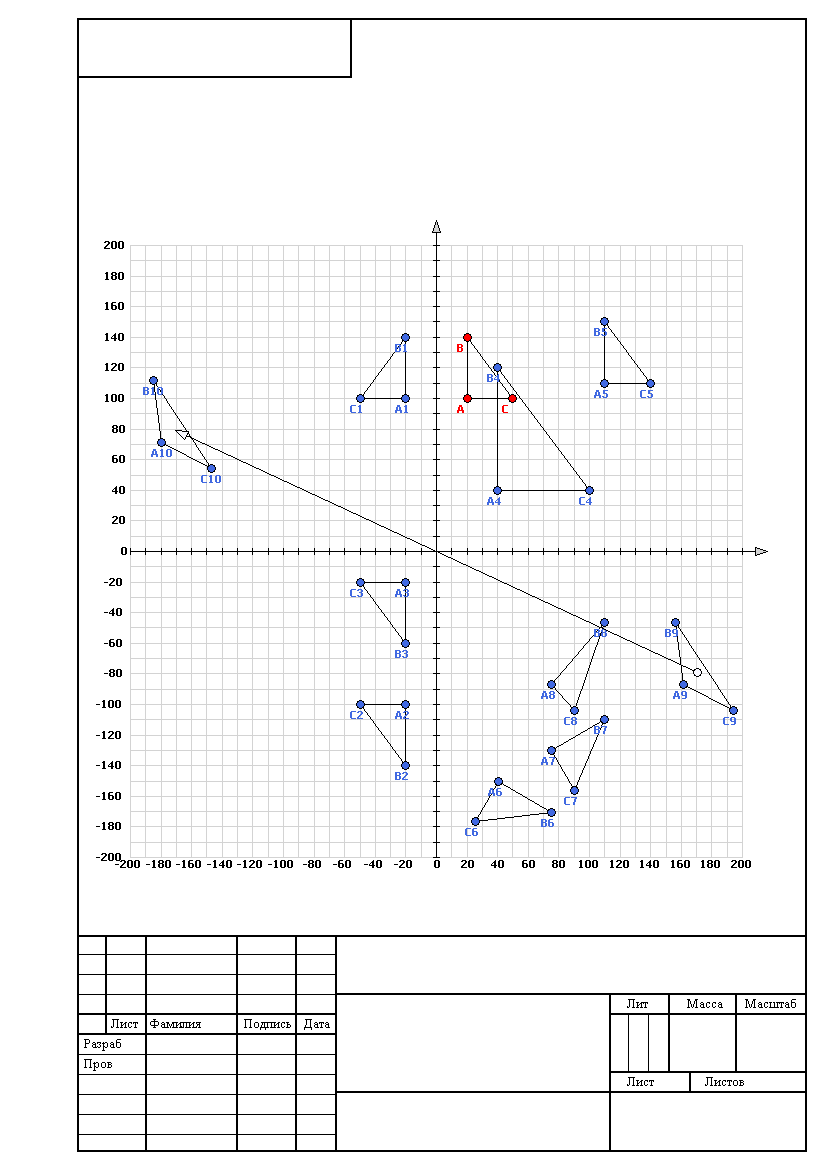 200
180
160
140
B5
B1
B
120
B4
B10
100
A5
C5
C1
A1
A
C
80
A10
60
C10
40
A4
C4
20
0
-20
C3
A3
-40
B8
B9
-60
B3
-80
A8
A9
-100
C2
A2
C8
C9
-120
B7
-140
B2
A7
-160
A6
C7
-180
C6
B6
-200
-200 -180 -160 -140 -120 -100 -80 -60 -40 -20 0 20 40 60 80 100 120 140 160 180 200
Лит Масса Масштаб
Лист Фамилия Подпись Дата
Разраб
Пров
Лист Листов